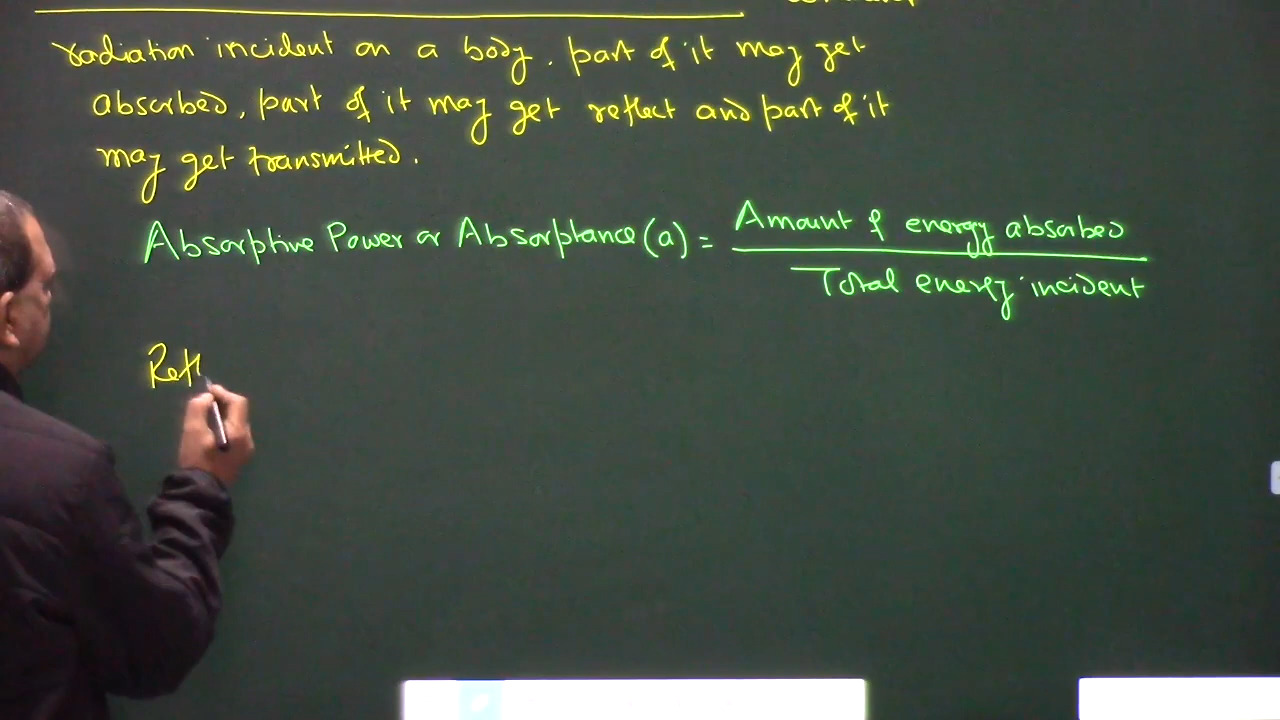 radiation incident on a body. part of it may get
absorbed, part of it may get reflect and part of it
may get transmitted.
Absorptive Power or Absorptance (a) = Amount of energy absorbed
Total energy incident
Refl